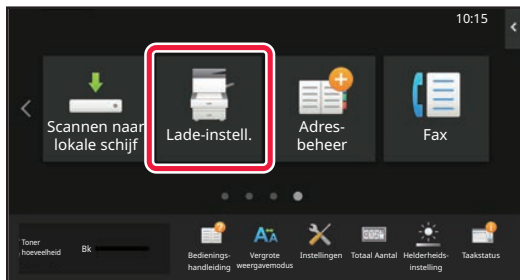 10:15
Scannen naar
lokale schijf
Lade-instell.
Adres-
beheer
Fax
Toner
hoeveelheid
Bk
Bedienings-
handleiding
Vergrote
weergavemodus
Instellingen
Totaal Aantal
Helderheids-
instelling
Taakstatus